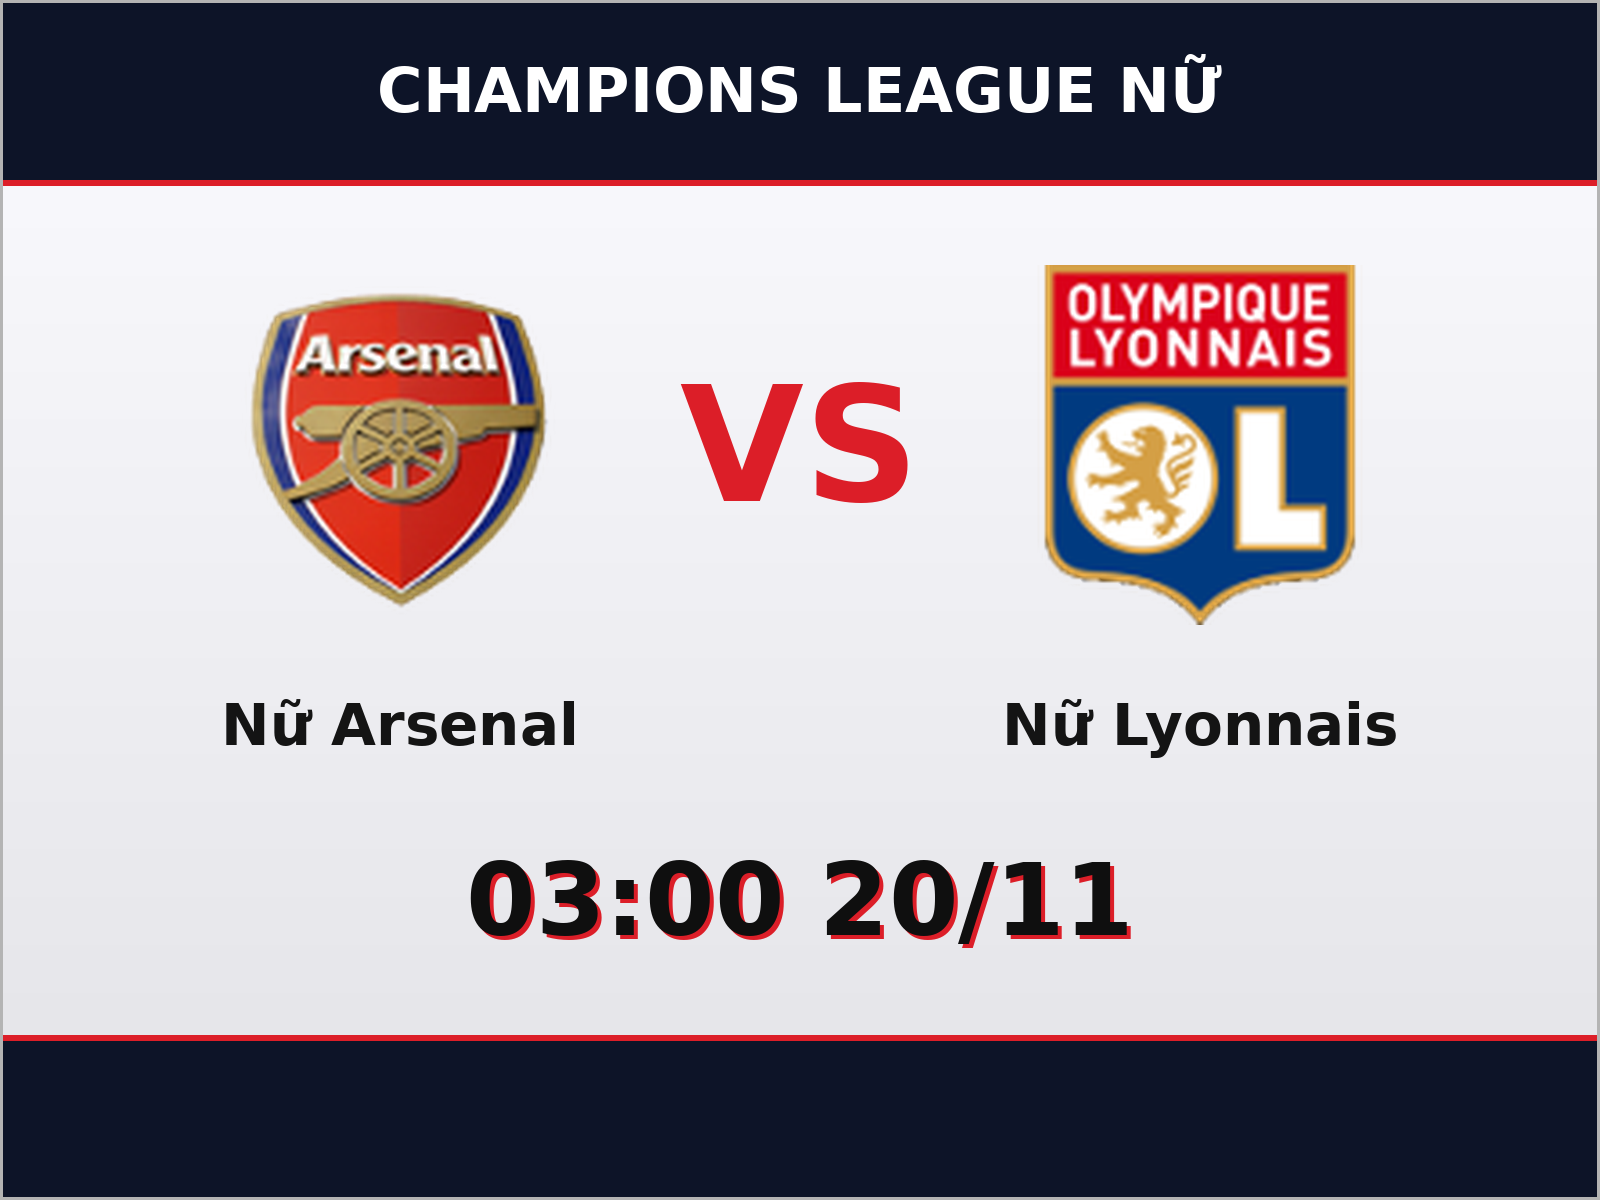 CHAMPIONS LEAGUE NỮ
Arsenal
VS
OLYMPIQUE
LYONNAIS
OL
Nữ Arsenal
Nữ Lyonnais
03:00 20/11